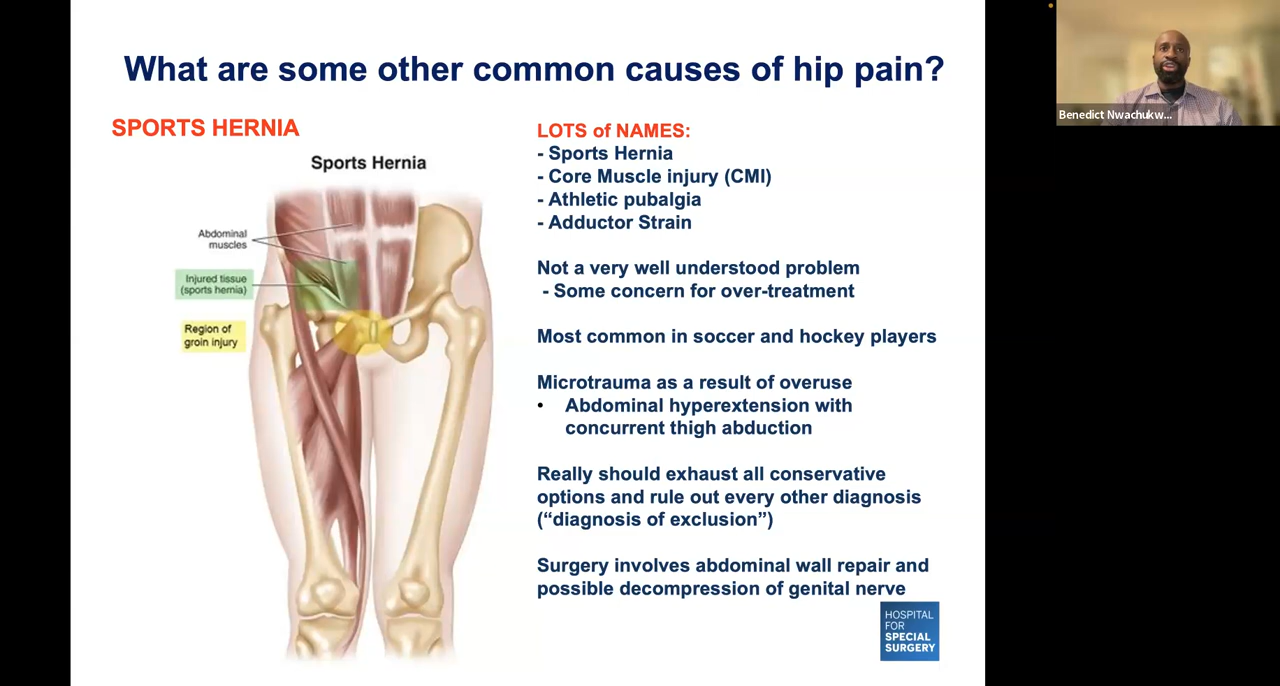 What are some other common causes of hip pain?
SPORTS HERNIA
Sports Hernia
Abdominal
muscles
Injured tissue
(sports hernia)
Region of
groin injury
LOTS of NAMES:
- Sports Hernia
- Core Muscle injury (CMI)
- Athletic pubalgia
- Adductor Strain
Not a very well understood problem
- Some concern for over-treatment
Most common in soccer and hockey players
Microtrauma as a result of overuse
• Abdominal hyperextension with
concurrent thigh abduction
Really should exhaust all conservative
options and rule out every other diagnosis
(“diagnosis of exclusion”)
Surgery involves abdominal wall repair and
possible decompression of genital nerve
HOSPITAL
FOR
SPECIAL
SURGERY
Benedict Nwachukw...